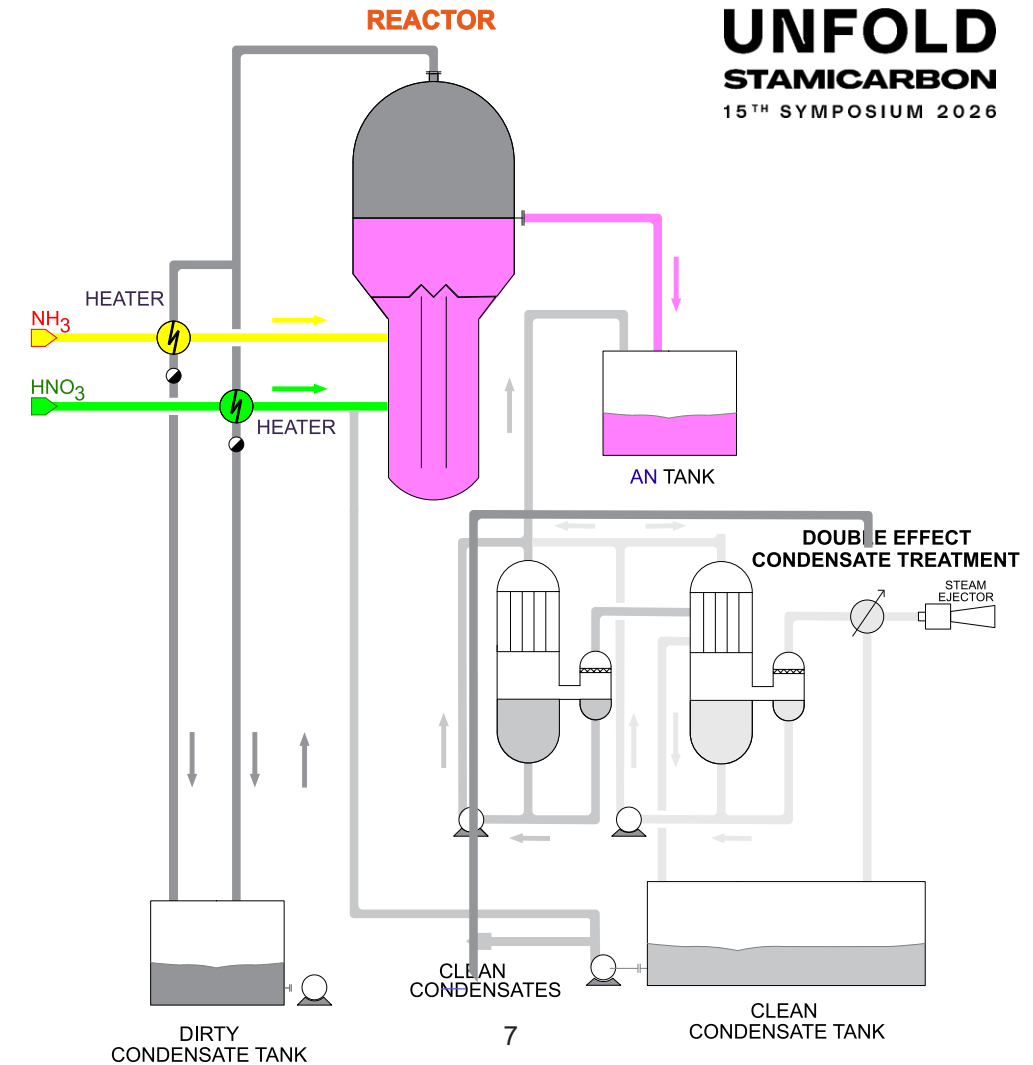 REACTOR
UNFOLD
STAMICARBON
15TH SYMPOSIUM 2026
HEATER
NH3
HNO3
HEATER
AN TANK
DOUBLE EFFECT
CONDENSATE TREATMENT
STEAM
EJECTOR
CLEAN
CONDENSATES
CLEAN
CONDENSATE TANK
DIRTY
CONDENSATE TANK
7